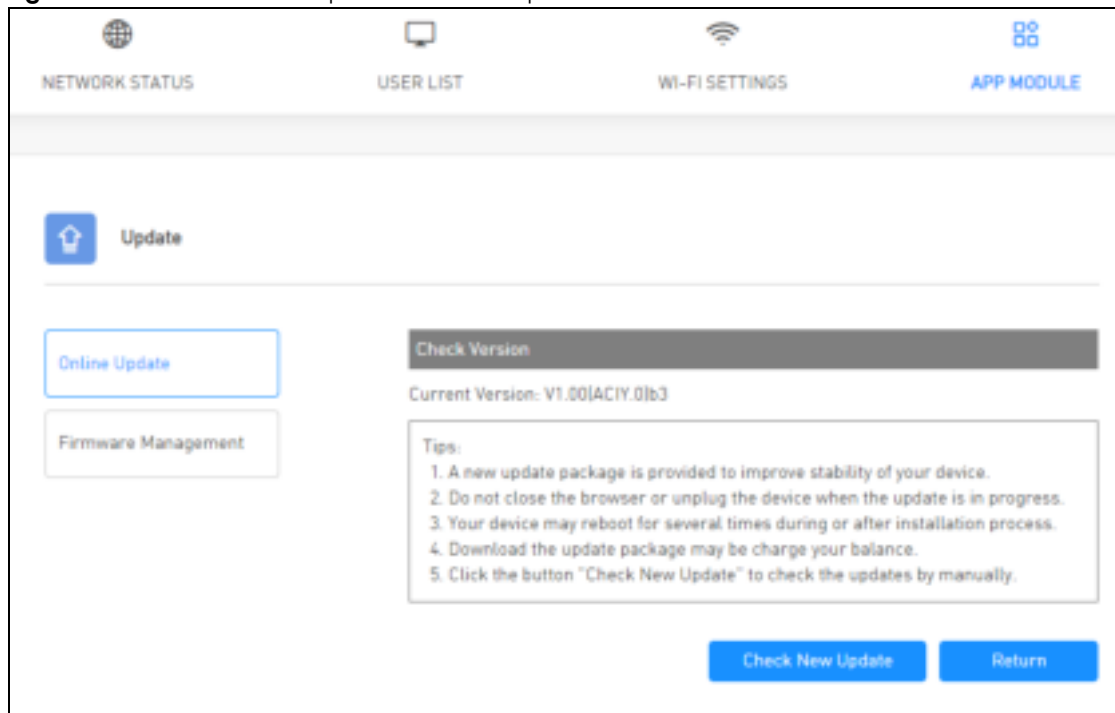 NETWORK STATUS
USER LIST
WI-FI SETTINGS
APP MODULE
Update
Online Update
Firmware Management
Check Version
Current Version: V1.00(ACIY.0)b3
Tips:
1. A new update package is provided to improve stability of your device.
2. Do not close the browser or unplug the device when the update is in progress.
3. Your device may reboot for several times during or after installation process.
4. Download the update package may be charge your balance.
5. Click the button "Check New Update" to check the updates by manually.
Check New Update
Return